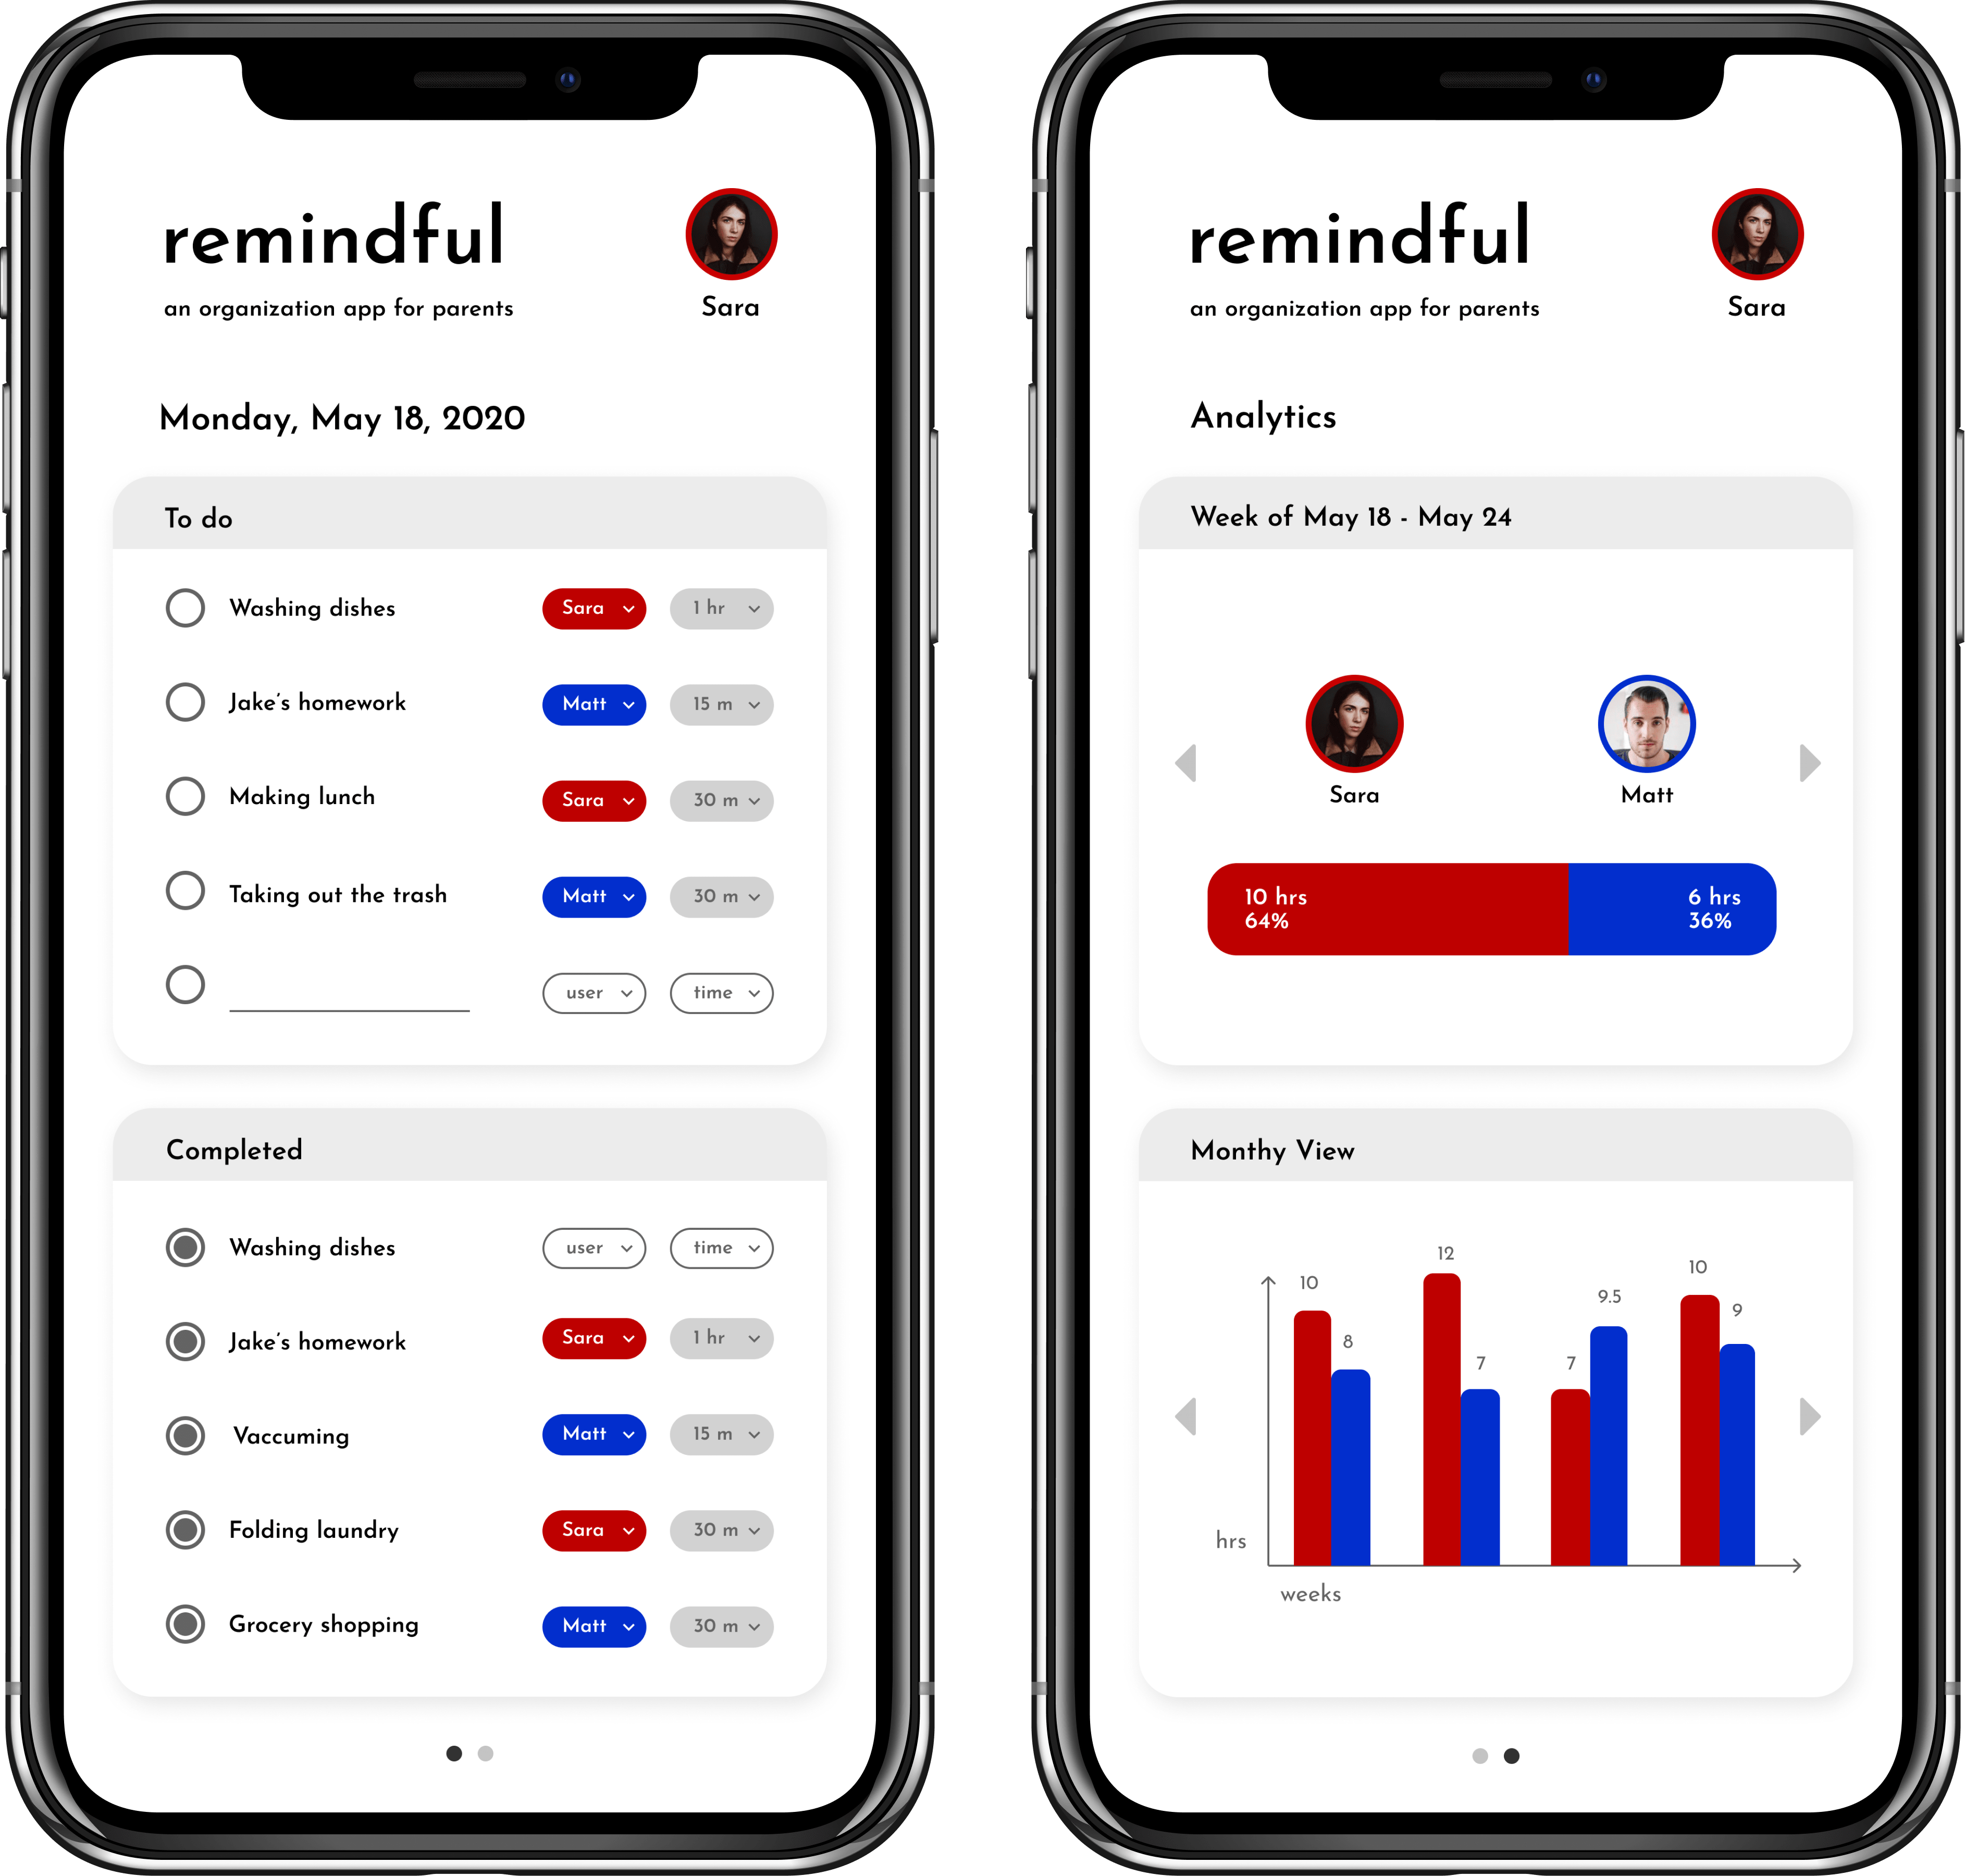 remindful
an organization app for parents
Sara
Monday, May 18, 2020
To do
Washing dishes Sara 1 hr
Jake's homework Matt 15 m
Making lunch Sara 30 m
Taking out the trash Matt 30 m
user time
Completed
Washing dishes user time
Jake's homework Sara 1 hr
Vaccuming Matt 15 m
Folding laundry Sara 30 m
Grocery shopping Matt 30 m
remindful
an organization app for parents
Sara
Analytics
Week of May 18 - May 24
Sara Matt
10 hrs 6 hrs
64% 36%
Monthy View
10 8 12 7 7 9.5 10 9
hrs
weeks